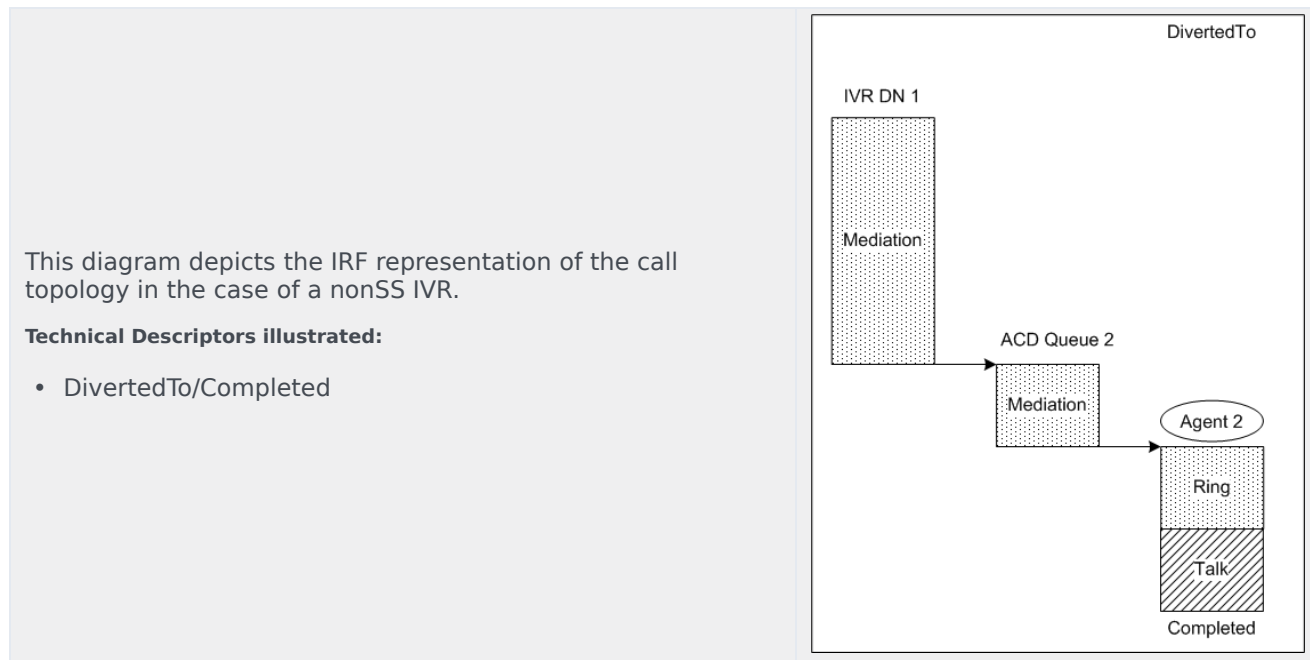 This diagram depicts the IRF representation of the call
topology in the case of a nonSS IVR.
Technical Descriptors illustrated:
• DivertedTo/Completed
DivertedTo
IVR DN 1
Mediation
ACD Queue 2
Mediation
Agent 2
Ring
Talk
Completed